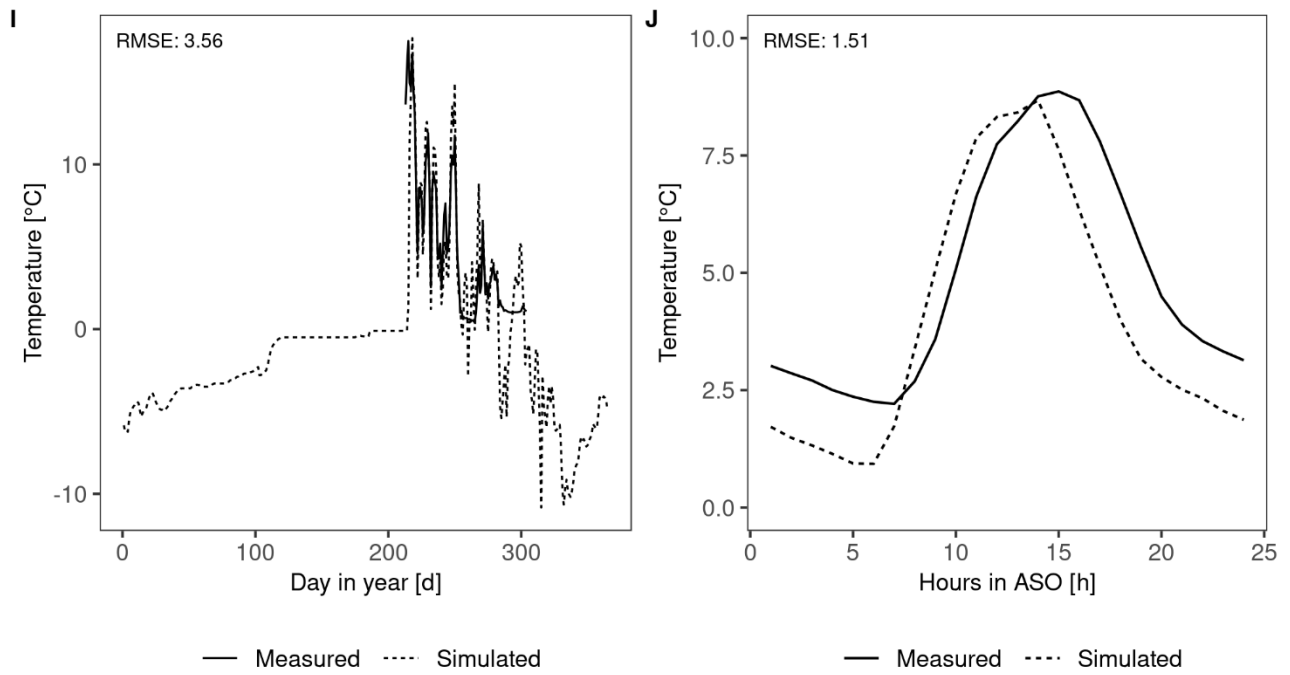 I
RMSE: 3.56
Temperature [°C]
10
0
-10
0 100 200 300
Day in year [d]
Measured Simulated
J
RMSE: 1.51
Temperature [°C]
10.0
7.5
5.0
2.5
0.0
0 5 10 15 20 25
Hours in ASO [h]
Measured Simulated